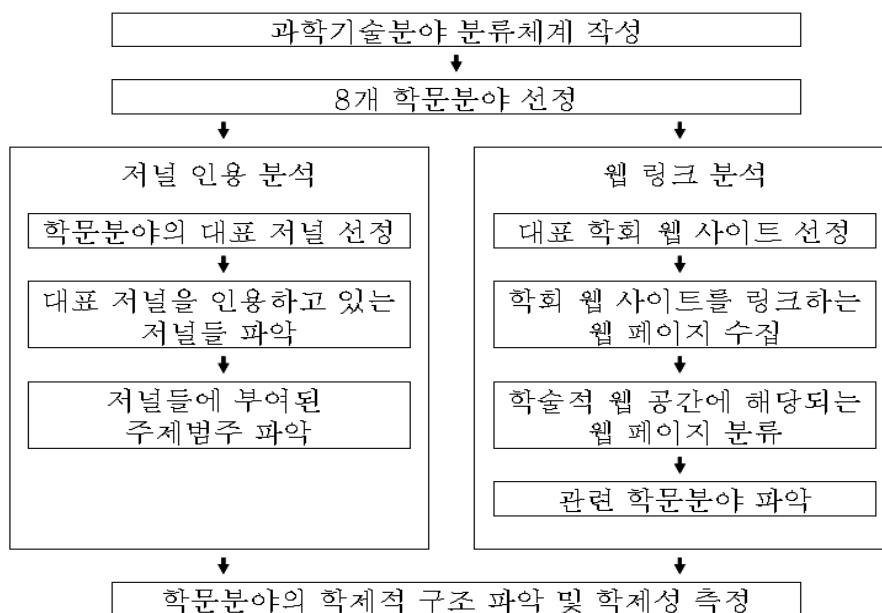 과학기술분야 분류체계 작성
8개 학문분야 선정
저널 인용 분석
학문분야의 대표 저널 선정
대표 저널을 인용하고 있는
저널들 파악
저널들에 부여된
주제범주 파악
웹 링크 분석
대표 학회 웹 사이트 선정
학회 웹 사이트를 링크하는
웹 페이지 수집
학술적 웹 공간에 해당되는
웹 페이지 분류
관련 학문분야 파악
학문분야의 학제적 구조 파악 및 학제성 측정